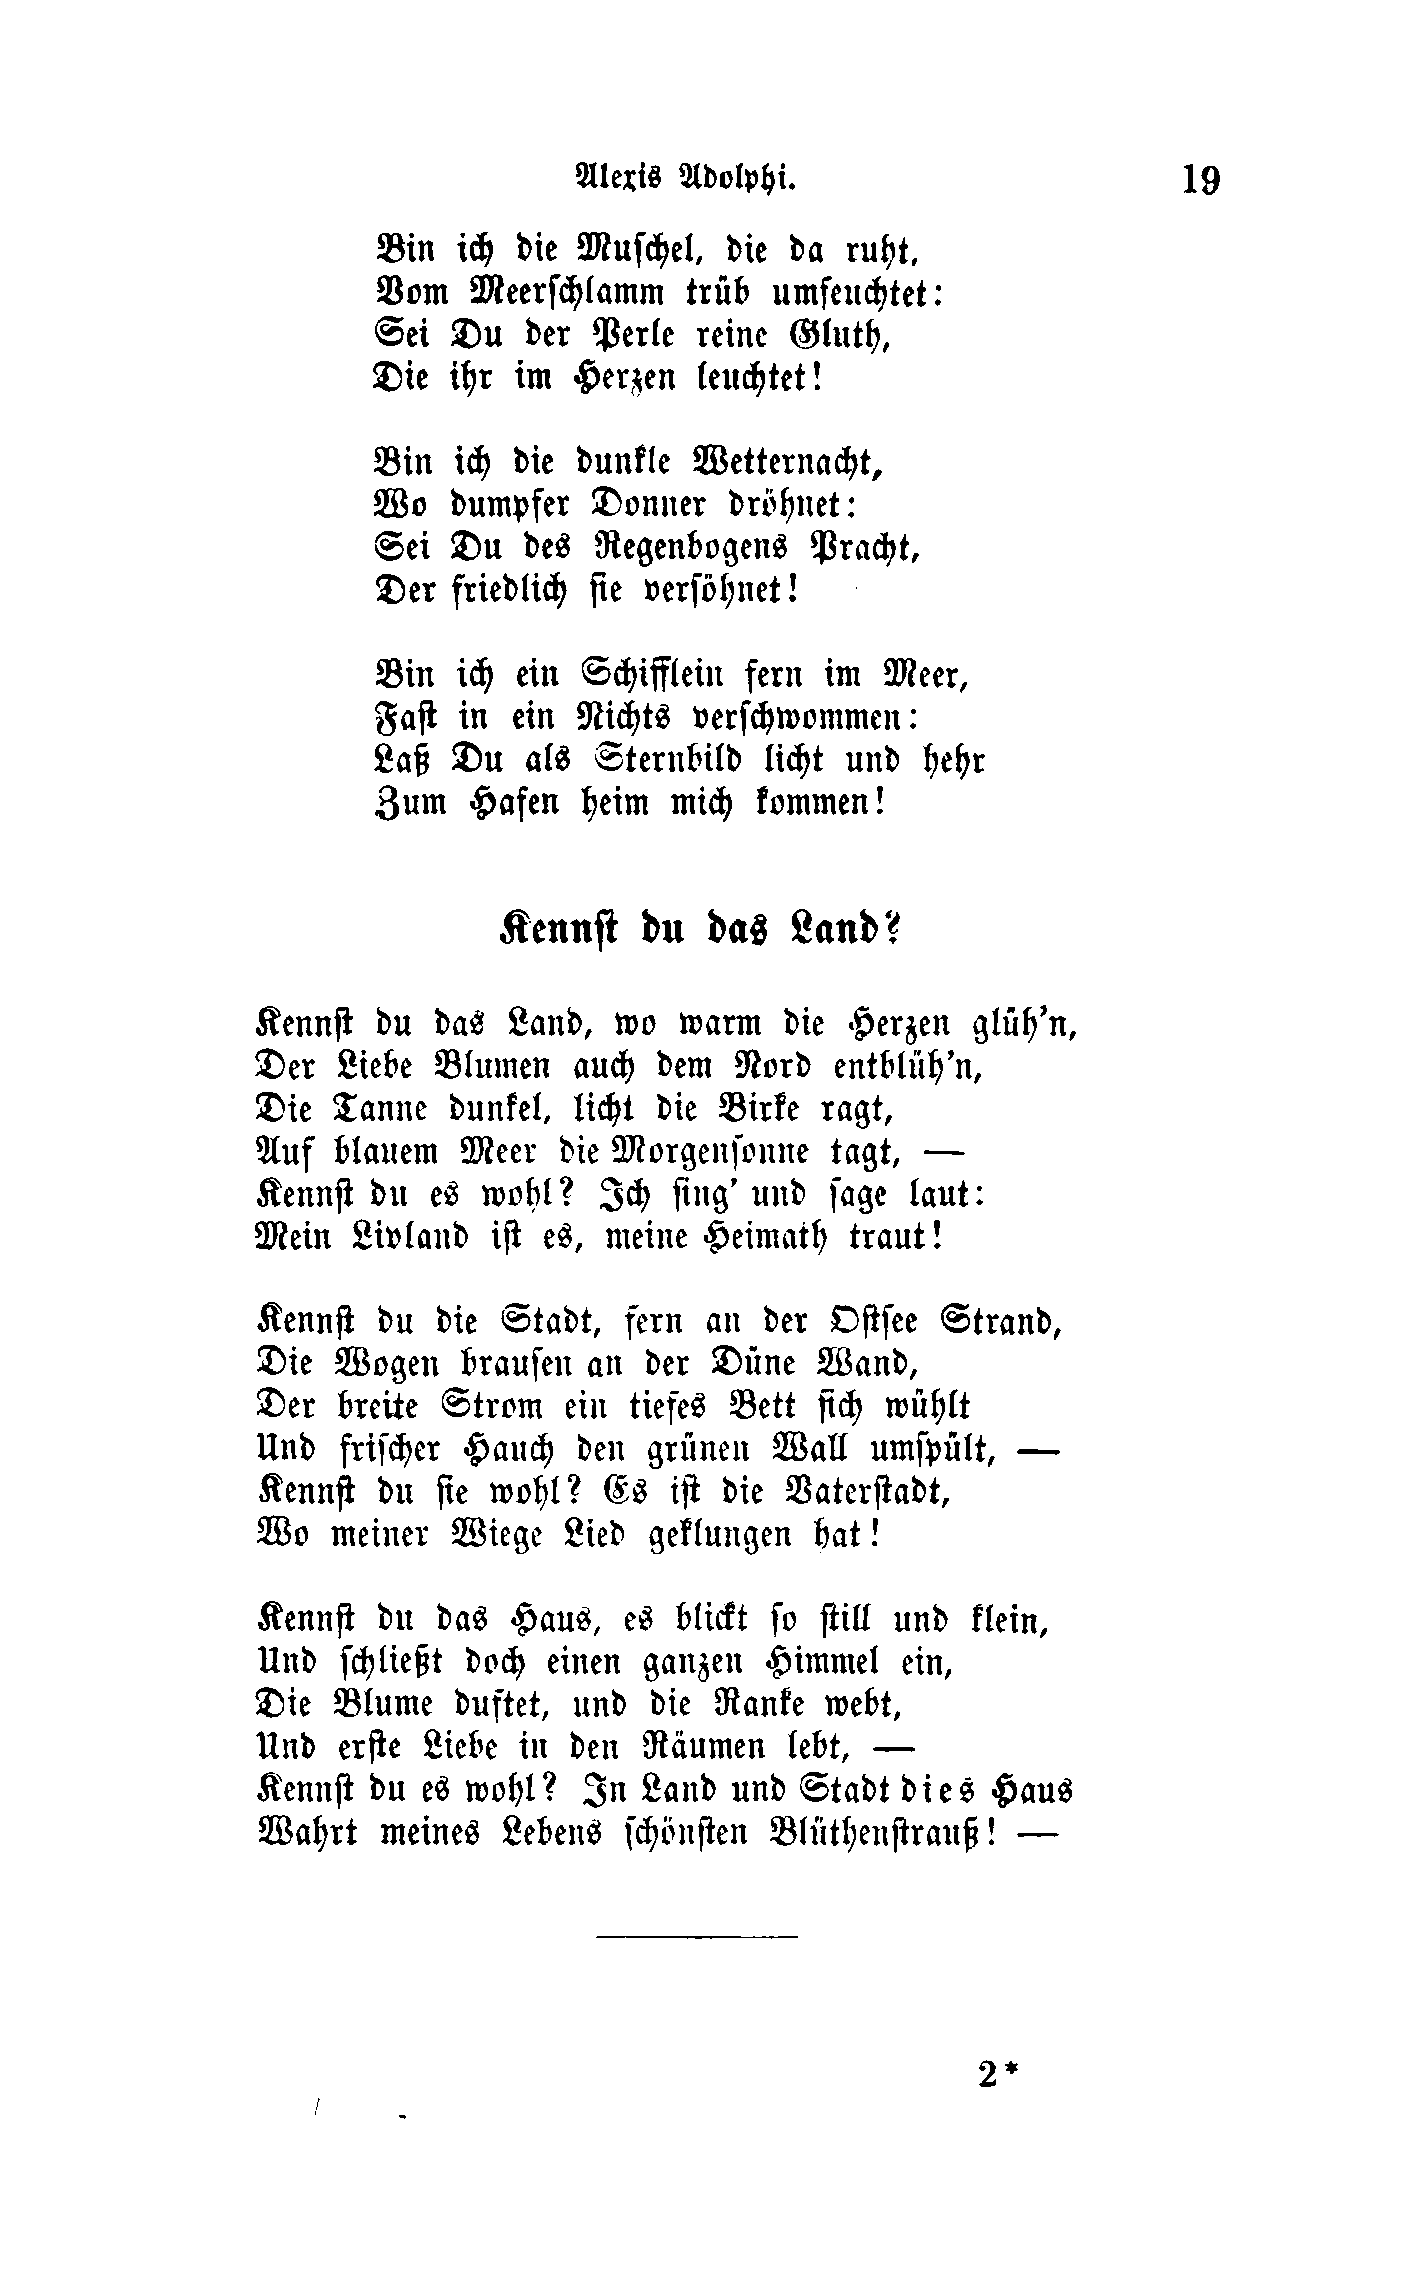 Alexis Adolphi.
19
Bin ich die Muschel, die da ruht,
Vom Meerschlamm trüb umfeuchtet:
Sei Du der Perle reine Gluth,
Die ihr im Herzen leuchtet!
Bin ich die dunkle Wetternacht,
Wo dumpfer Donner dröhnet:
Sei Du des Regenbogens Pracht,
Der friedlich sie versöhnet!
Bin ich ein Schifflein fern im Meer,
Fast in ein Nichts verschwommen:
Laß Du als Sternbild licht und hehr
Zum Hafen heim mich kommen!
Kennst du das Land?
Kennst du das Land, wo warm die Herzen glüh'n,
Der Liebe Blumen auch dem Nord entblüh'n,
Die Tanne dunkel, licht die Birke ragt,
Auf blauem Meer die Morgensonne tagt, —
Kennst du es wohl? Ich sing' und sage laut:
Mein Livland ist es, meine Heimath traut!
Kennst du die Stadt, fern an der Ostsee Strand,
Die Wogen brausen an der Düne Wand,
Der breite Strom ein tiefes Bett sich wühlt
Und frischer Hauch den grünen Wall umspült, —
Kennst du sie wohl? Es ist die Vaterstadt,
Wo meiner Wiege Lied geklungen hat!
Kennst du das Haus, es blickt so still und klein,
Und schließt doch einen ganzen Himmel ein,
Die Blume duftet, und die Ranke webt,
Und erste Liebe in den Räumen lebt, —
Kennst du es wohl? In Land und Stadt dies Haus
Wahrt meines Lebens schönsten Blüthenstrauß! —
2*